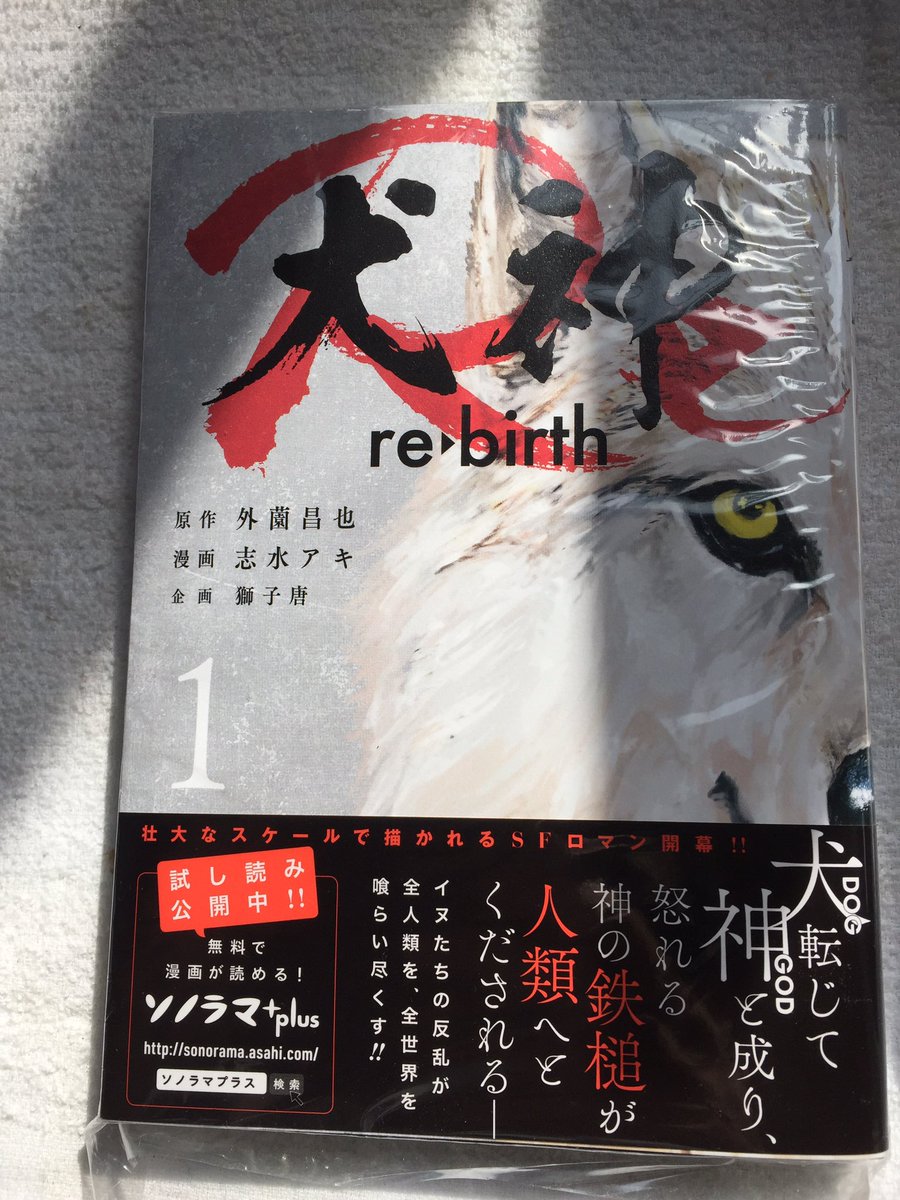 犬神
Re
re▸birth
原作 外薗昌也
漫画 志水アキ
企画 獅子唐
1
壮大なスケールで描かれるSFロマン開幕!!
犬転じて
DOG
神と成り、
GOD
怒れる
神の鉄槌が
人類へと
くだされる―
イヌたちの反乱が
全人類を、全世界を
喰らい尽くす!!
試し読み
公開中!!
無料で
漫画が読める!
ソノラマ+plus
http://sonorama.asahi.com/
ソノラマプラス 検索